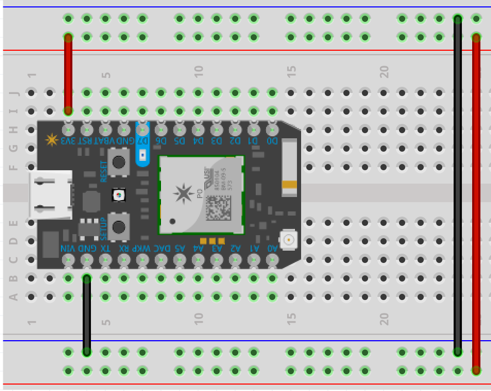 1 5 10 15 20
J
I
H
G
F
3V3 RST VBAT GND D7 D6 D5 D4 D3 D2 D1 D0
RESET
P0
SETUP
VIN GND TX RX WKP DAC A5 A4 A3 A2 A1 A0
E
D
C
B
A
1 5 10 15 20